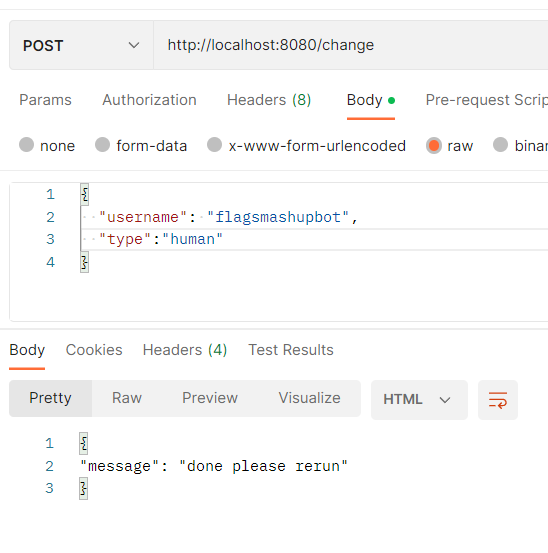 POST http://localhost:8080/change
Params Authorization Headers (8) Body Pre-request Scrip
none form-data x-www-form-urlencoded raw binar
1 {
2 "username": "flagsmashupbot",
3 "type":"human"
4 }
Body Cookies Headers (4) Test Results
Pretty Raw Preview Visualize HTML
1 {
2 "message": "done please rerun"
3 }